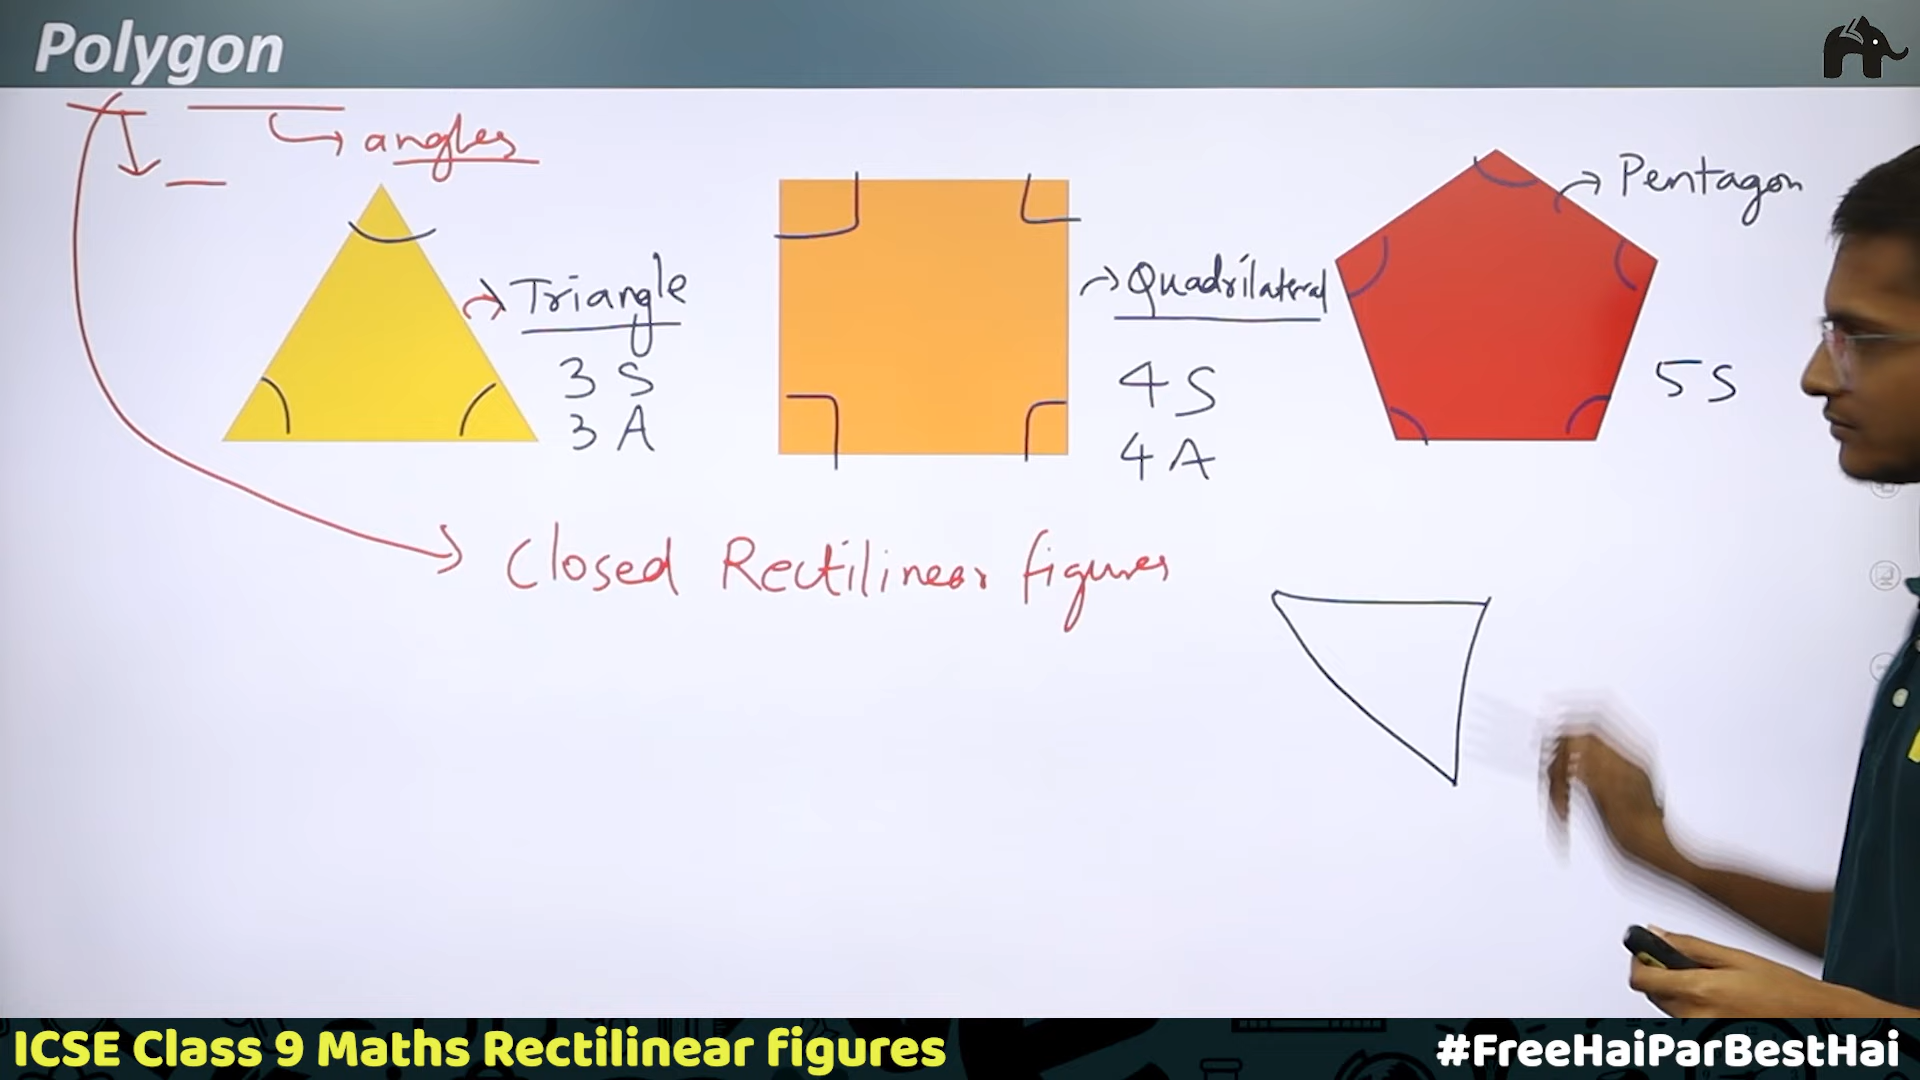 Polygon
angles
Triangle
3 S
3 A
Quadrilateral
4 S
4 A
Pentagon
5 S
Closed Rectilinear figures
ICSE Class 9 Maths Rectilinear figures
#FreeHaiParBestHai